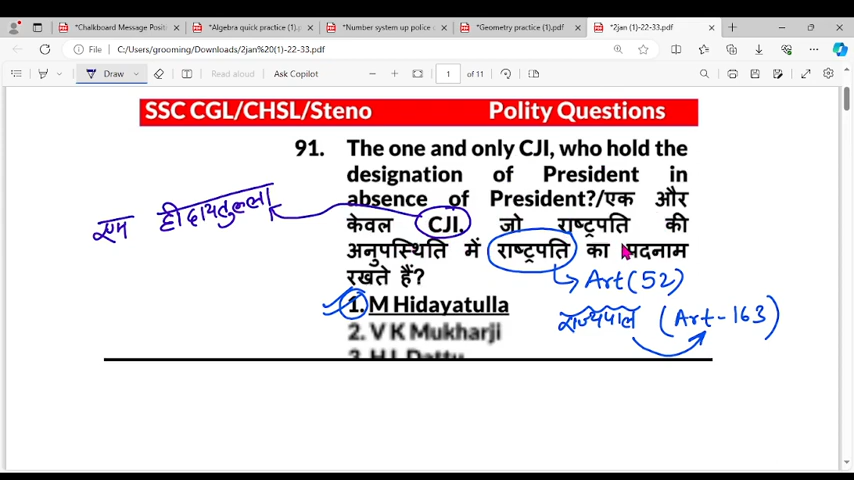 *Chalkboard Message Posit
*Algebra quick practice (1).pdf
*Number system up police c
*Geometry practice (1).pdf
*2jan (1)-22-33.pdf
File
C:/Users/grooming/Downloads/2jan%20(1)-22-33.pdf
Draw
Read aloud
Ask Copilot
1
of 11
SSC CGL/CHSL/Steno Polity Questions
91. The one and only CJI, who hold the
designation of President in
absence of President?/एक और
केवल CJI, जो राष्ट्रपति की
अनुपस्थिति में राष्ट्रपति का पदनाम
रखते हैं?
एम हीदायतुल्ला
Art (52)
1. M Hidayatulla
राज्यपाल (Art-163)
2. V K Mukharji
3. H L Dattu